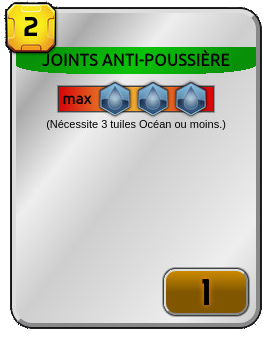 2
JOINTS ANTI-POUSSIÈRE
max
(Nécessite 3 tuiles Océan ou moins.)
1